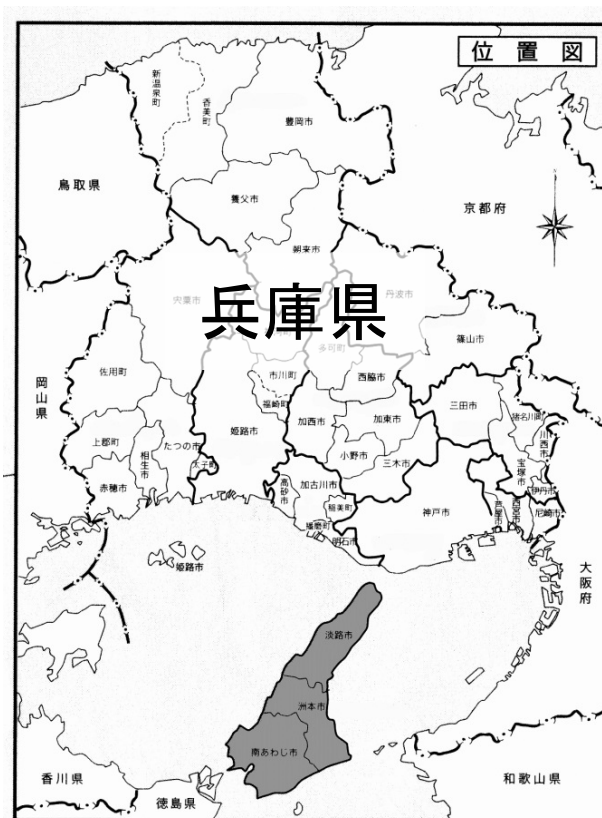 位置図
新温泉町
香美町
豊岡市
鳥取県
養父市
京都府
朝来市
宍粟市
丹波市
兵庫県
町
多可町
篠山市
佐用町
市川町
西脇市
岡山県
福崎町
三田市
猪名川町
上郡町
相生市
たつの市
姫路市
加西市
加東市
川西市
小野市
三木市
太子町
宝塚市
赤穂市
高砂市
加古川市
伊丹市
稲美町
神戸市
芦屋市
西宮市
尼崎市
播磨町
明石市
姫路市
大阪府
淡路市
洲本市
南あわじ市
香川県
徳島県
和歌山県